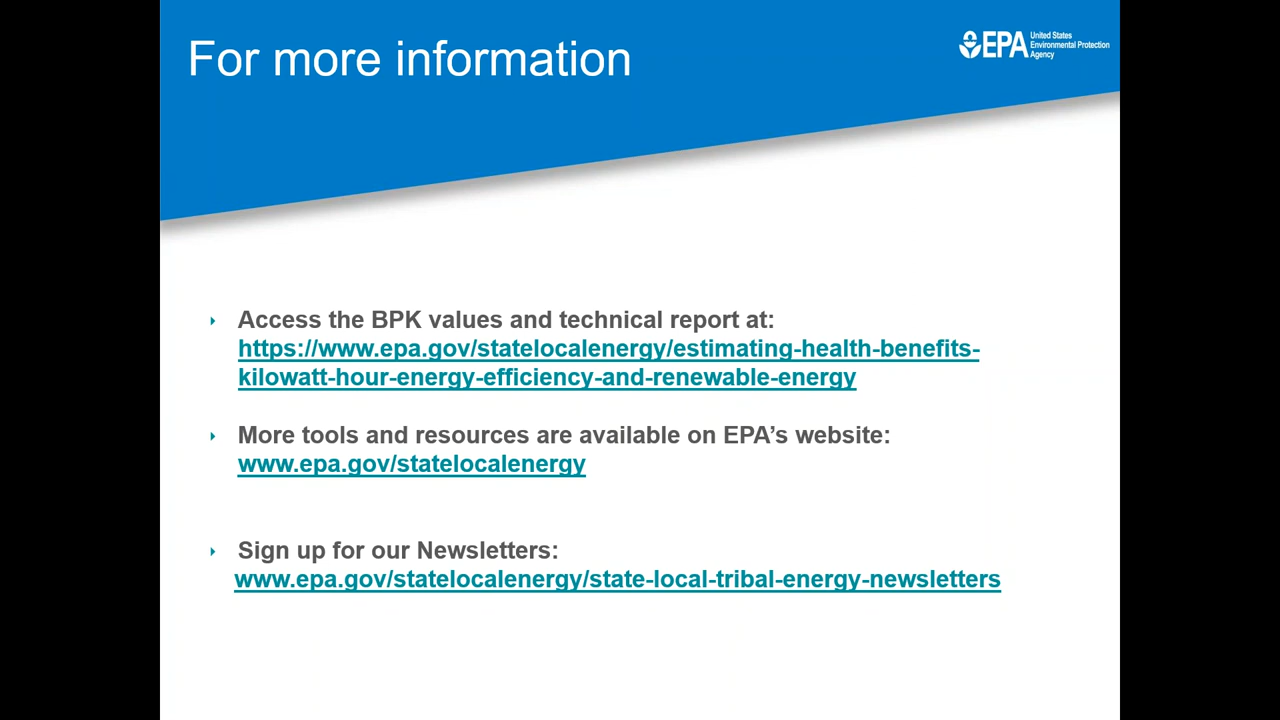 For more information
EPA
United States
Environmental Protection
Agency
Access the BPK values and technical report at:
https://www.epa.gov/statelocalenergy/estimating-health-benefits-
kilowatt-hour-energy-efficiency-and-renewable-energy
More tools and resources are available on EPA’s website:
www.epa.gov/statelocalenergy
Sign up for our Newsletters:
www.epa.gov/statelocalenergy/state-local-tribal-energy-newsletters